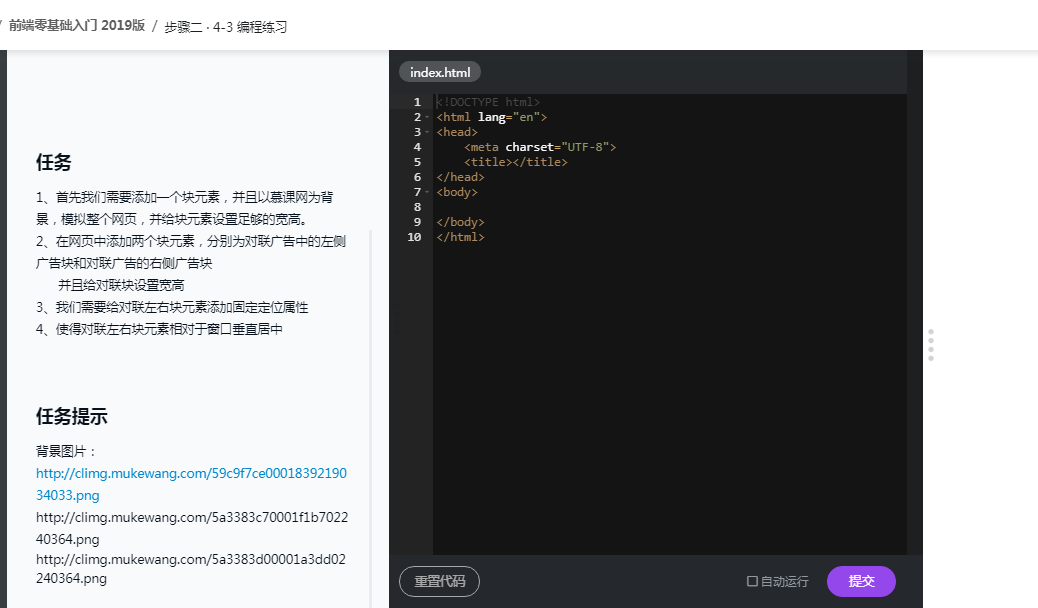 / 前端零基础入门 2019版 / 步骤二 · 4-3 编程练习
任务
1、首先我们需要添加一个块元素，并且以慕课网为背
景，模拟整个网页，并给块元素设置足够的宽高。
2、在网页中添加两个块元素，分别为对联广告中的左侧
广告块和对联广告的右侧广告块
并且给对联块设置宽高
3、我们需要给对联左右块元素添加固定定位属性
4、使得对联左右块元素相对于窗口垂直居中
任务提示
背景图片：
http://climg.mukewang.com/59c9f7ce00018392190
34033.png
http://climg.mukewang.com/5a3383c70001f1b7022
40364.png
http://climg.mukewang.com/5a3383d00001a3dd02
240364.png
index.html
1 <!DOCTYPE html>
2 <html lang="en">
3 <head>
4 <meta charset="UTF-8">
5 <title></title>
6 </head>
7 <body>
8
9 </body>
10 </html>
重置代码 自动运行 提交